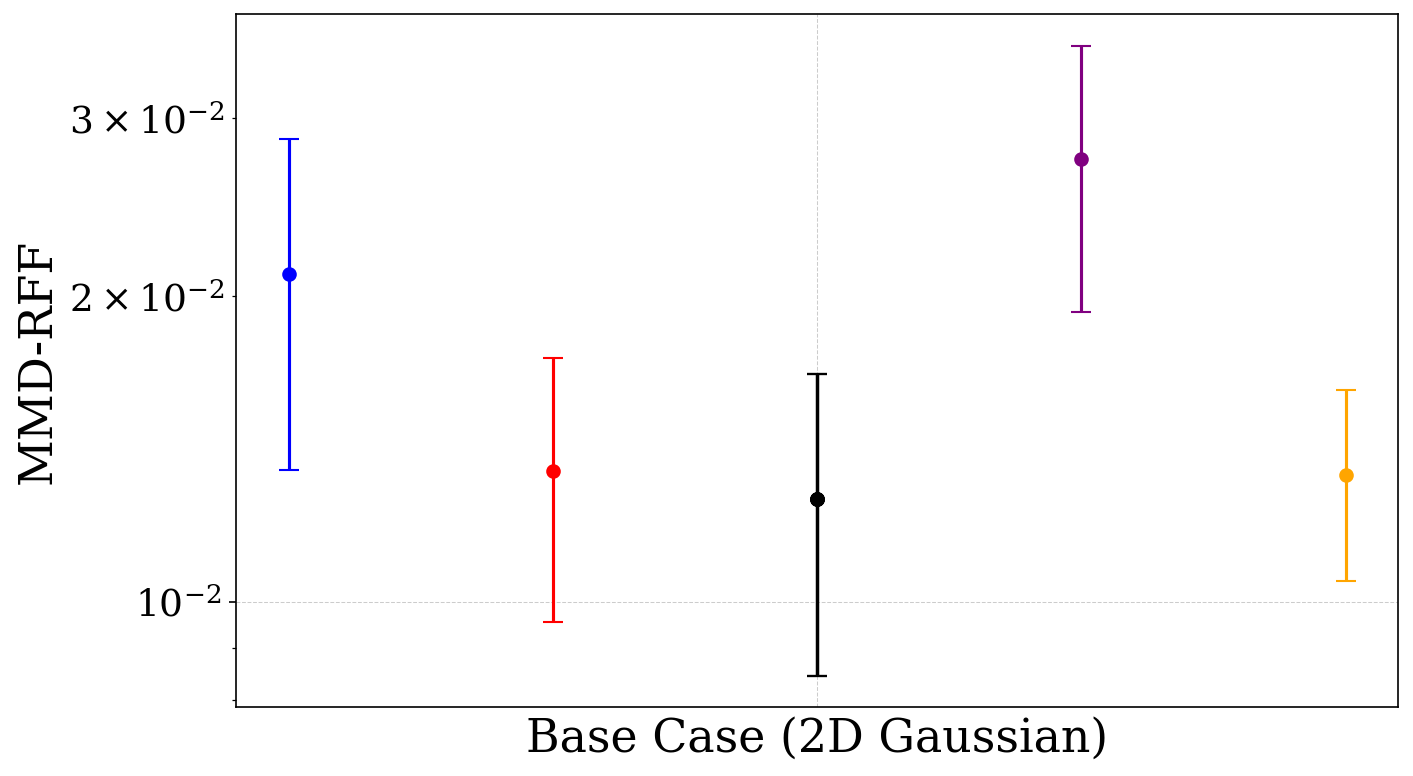 MMD-RFF
3 × 10⁻²
2 × 10⁻²
10⁻²
Base Case (2D Gaussian)